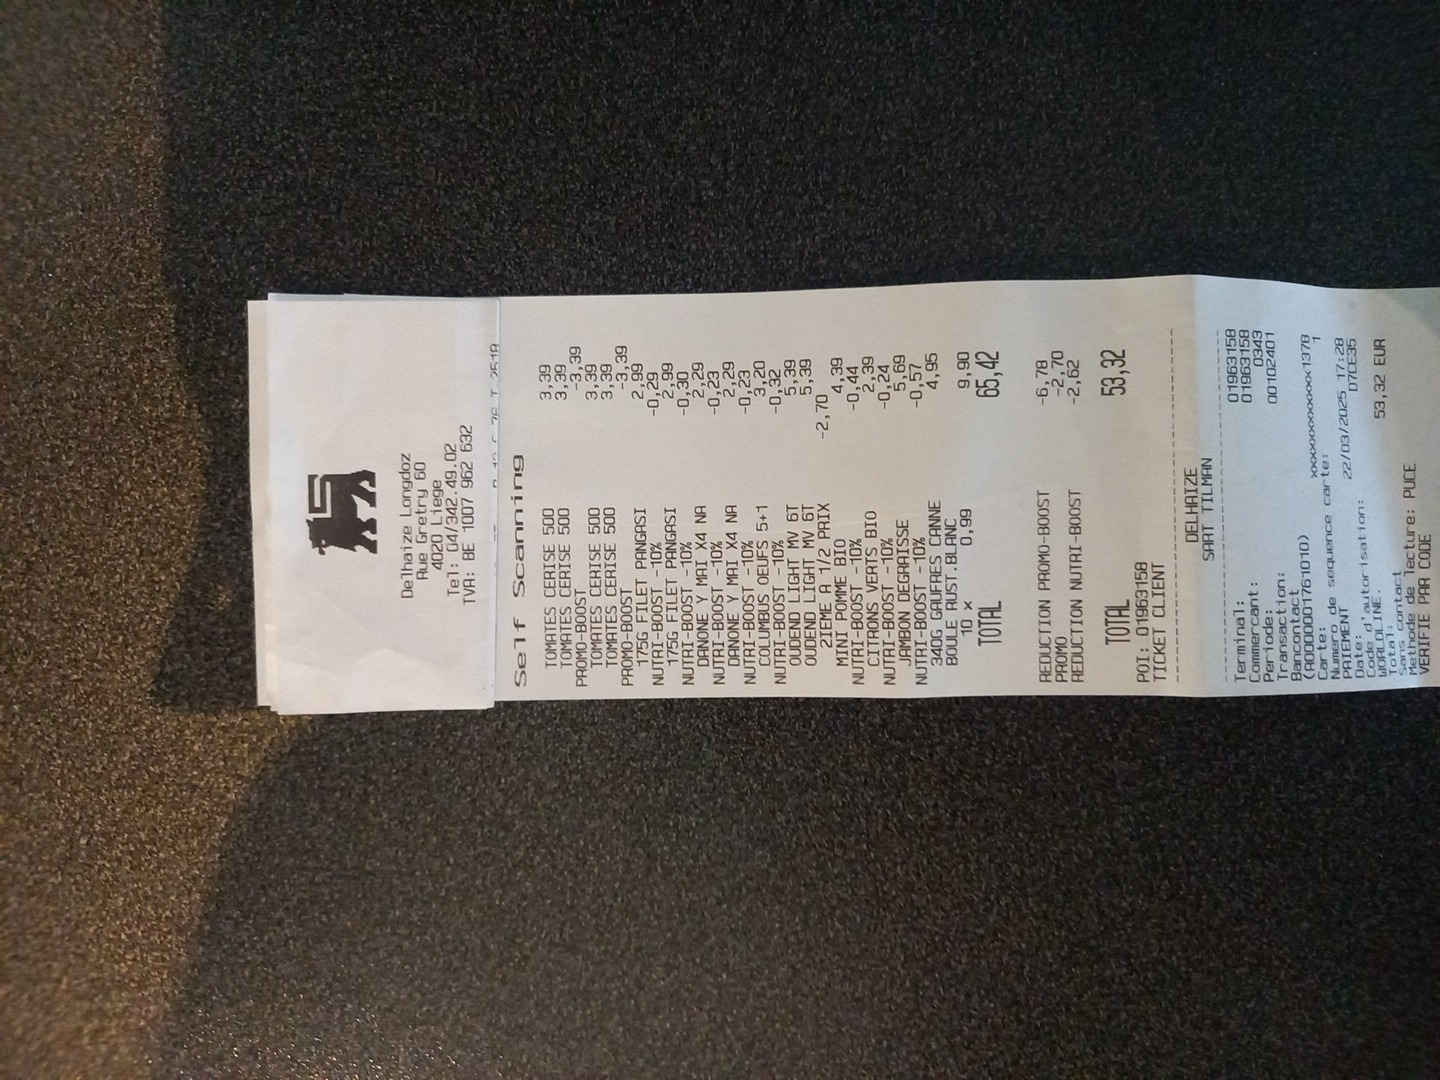 Delhaize Longdoz
Rue Gretry 60
4020 Liege
Tel: 04/342.49.02
TVA: BE 1007 962 632
Self Scanning
TOMATES CERISE 500 3,39
TOMATES CERISE 500 3,39
PROMO-BOOST -3,39
TOMATES CERISE 500 3,39
TOMATES CERISE 500 3,39
PROMO-BOOST -3,39
175G FILET PANGASI 2,99
NUTRI-BOOST -10% -0,29
175G FILET PANGASI 2,99
NUTRI-BOOST -10% -0,30
DANONE Y MAI X4 NA 2,29
NUTRI-BOOST -10% -0,23
DANONE Y MAI X4 NA 2,29
NUTRI-BOOST -10% -0,23
COLUMBUS OEUFS 5+1 3,20
NUTRI-BOOST -10% -0,32
OUDEND LIGHT MV 6T 5,39
OUDEND LIGHT MV 6T 5,39
2IEME A 1/2 PRIX -2,70
MINI POMME BIO 4,39
NUTRI-BOOST -10% -0,44
CITRONS VERTS BIO 2,39
NUTRI-BOOST -10% -0,24
JAMBON DEGRAISSE 5,69
NUTRI-BOOST -10% -0,57
340G GAUFRES CANNE 4,95
BOULE RUST.BLANC
10 x 0,99 9,90
TOTAL 65,42
REDUCTION PROMO-BOOST -6,78
PROMO -2,70
REDUCTION NUTRI-BOOST -2,62
TOTAL 53,32
POI: 01963158
TICKET CLIENT
DELHAIZE
SART TILMAN
Terminal: 01963158
Commercant: 01963158
Periode: 0343
Transaction: 00102401
Bancontact
(A0000001761010)
Carte: xxxxxxxxxxxxx1378
Numero de sequence carte: 1
PAIEMENT
Date: 22/03/2025 17:28
Code d'autorisation: 07CE35
WORLDLINE.
Total: 53,32 EUR
Sans contact
Methode de lecture: PUCE
VERIFIE PAR CODE